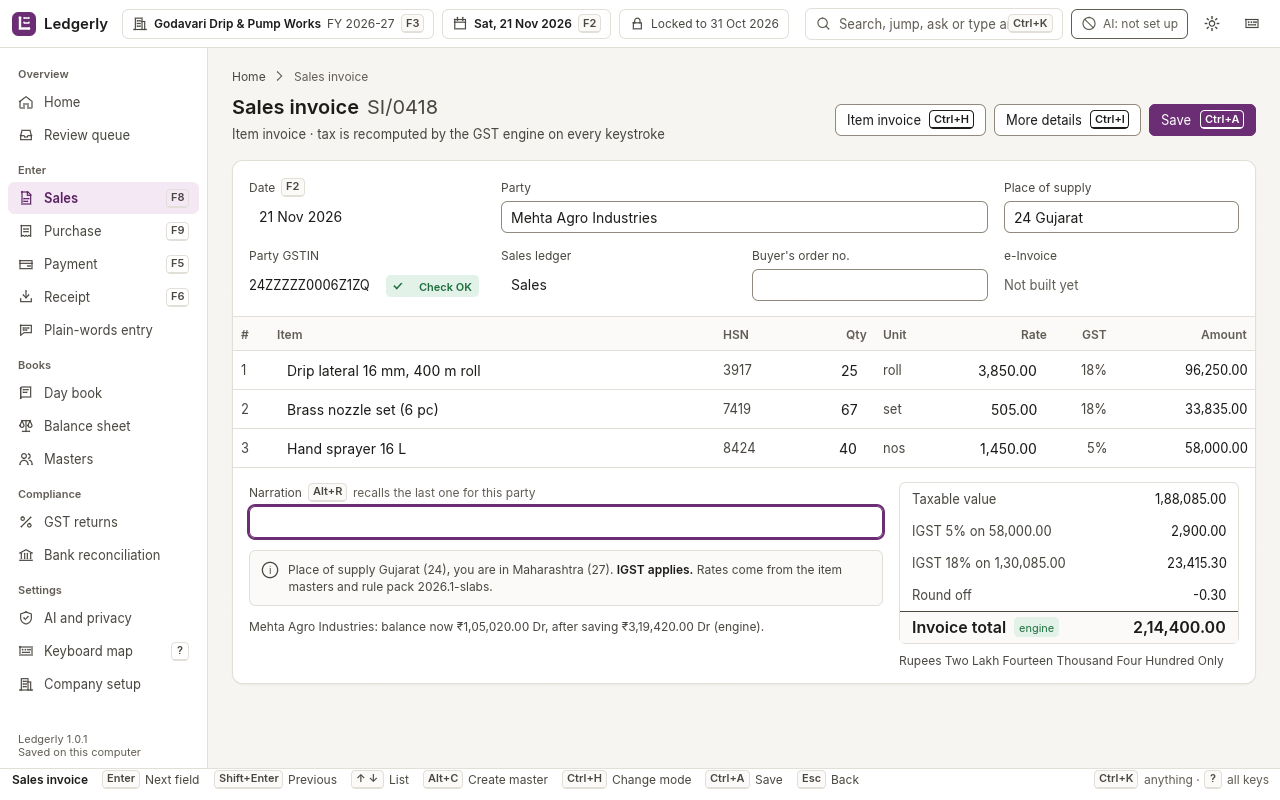 Ledgerly
Godavari Drip & Pump Works FY 2026-27 F3
Sat, 21 Nov 2026 F2
Locked to 31 Oct 2026
Search, jump, ask or type a Ctrl+K
AI: not set up
Overview
Home
Review queue
Enter
Sales F8
Purchase F9
Payment F5
Receipt F6
Plain-words entry
Books
Day book
Balance sheet
Masters
Compliance
GST returns
Bank reconciliation
Settings
AI and privacy
Keyboard map ?
Company setup
Ledgerly 1.0.1
Saved on this computer
Home > Sales invoice
Sales invoice SI/0418
Item invoice · tax is recomputed by the GST engine on every keystroke
Item invoice Ctrl+H
More details Ctrl+I
Save Ctrl+A
Date F2 Party Place of supply
21 Nov 2026 Mehta Agro Industries 24 Gujarat
Party GSTIN Sales ledger Buyer's order no. e-Invoice
24ZZZZZ0006Z1ZQ Check OK Sales Not built yet
# Item HSN Qty Unit Rate GST Amount
1 Drip lateral 16 mm, 400 m roll 3917 25 roll 3,850.00 18% 96,250.00
2 Brass nozzle set (6 pc) 7419 67 set 505.00 18% 33,835.00
3 Hand sprayer 16 L 8424 40 nos 1,450.00 5% 58,000.00
Narration Alt+R recalls the last one for this party
Place of supply Gujarat (24), you are in Maharashtra (27). IGST applies. Rates come from the item
masters and rule pack 2026.1-slabs.
Mehta Agro Industries: balance now ₹1,05,020.00 Dr, after saving ₹3,19,420.00 Dr (engine).
Taxable value 1,88,085.00
IGST 5% on 58,000.00 2,900.00
IGST 18% on 1,30,085.00 23,415.30
Round off -0.30
Invoice total engine 2,14,400.00
Rupees Two Lakh Fourteen Thousand Four Hundred Only
Sales invoice Enter Next field Shift+Enter Previous ↑ ↓ List Alt+C Create master Ctrl+H Change mode Ctrl+A Save Esc Back Ctrl+K anything · ? all keys